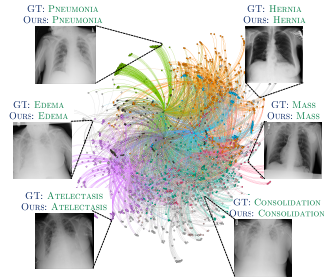 GT: Pneumonia
Ours: Pneumonia
GT: Hernia
Ours: Hernia
GT: Edema
Ours: Edema
GT: Mass
Ours: Mass
GT: Atelectasis
Ours: Atelectasis
GT: Consolidation
Ours: Consolidation